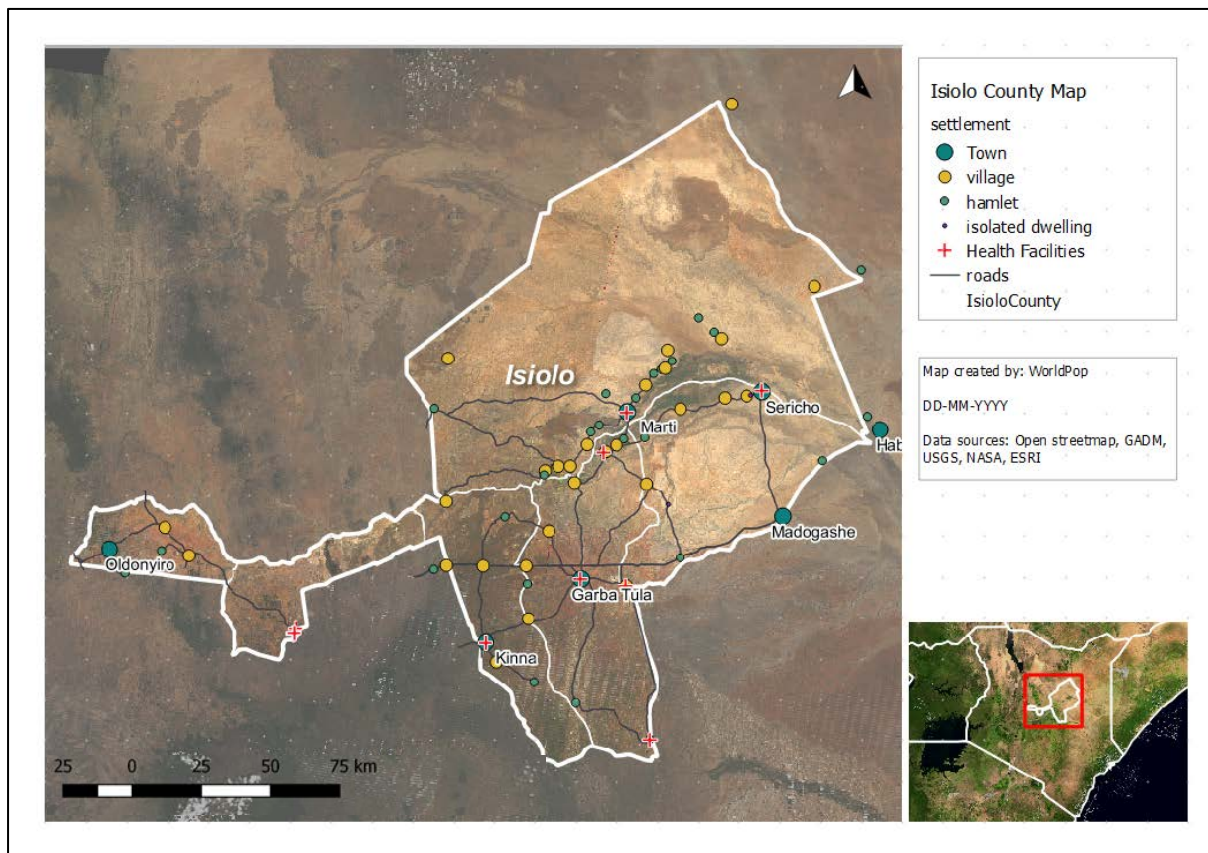 Isiolo
Marti
Sericho
Hab
Madogashe
Oldonyiro
Garba Tula
Kinna
25 0 25 50 75 km
Isiolo County Map
settlement
Town
village
hamlet
isolated dwelling
Health Facilities
roads
IsioloCounty
Map created by: WorldPop
DD-MM-YYYY
Data sources: Open streetmap, GADM,
USGS, NASA, ESRI